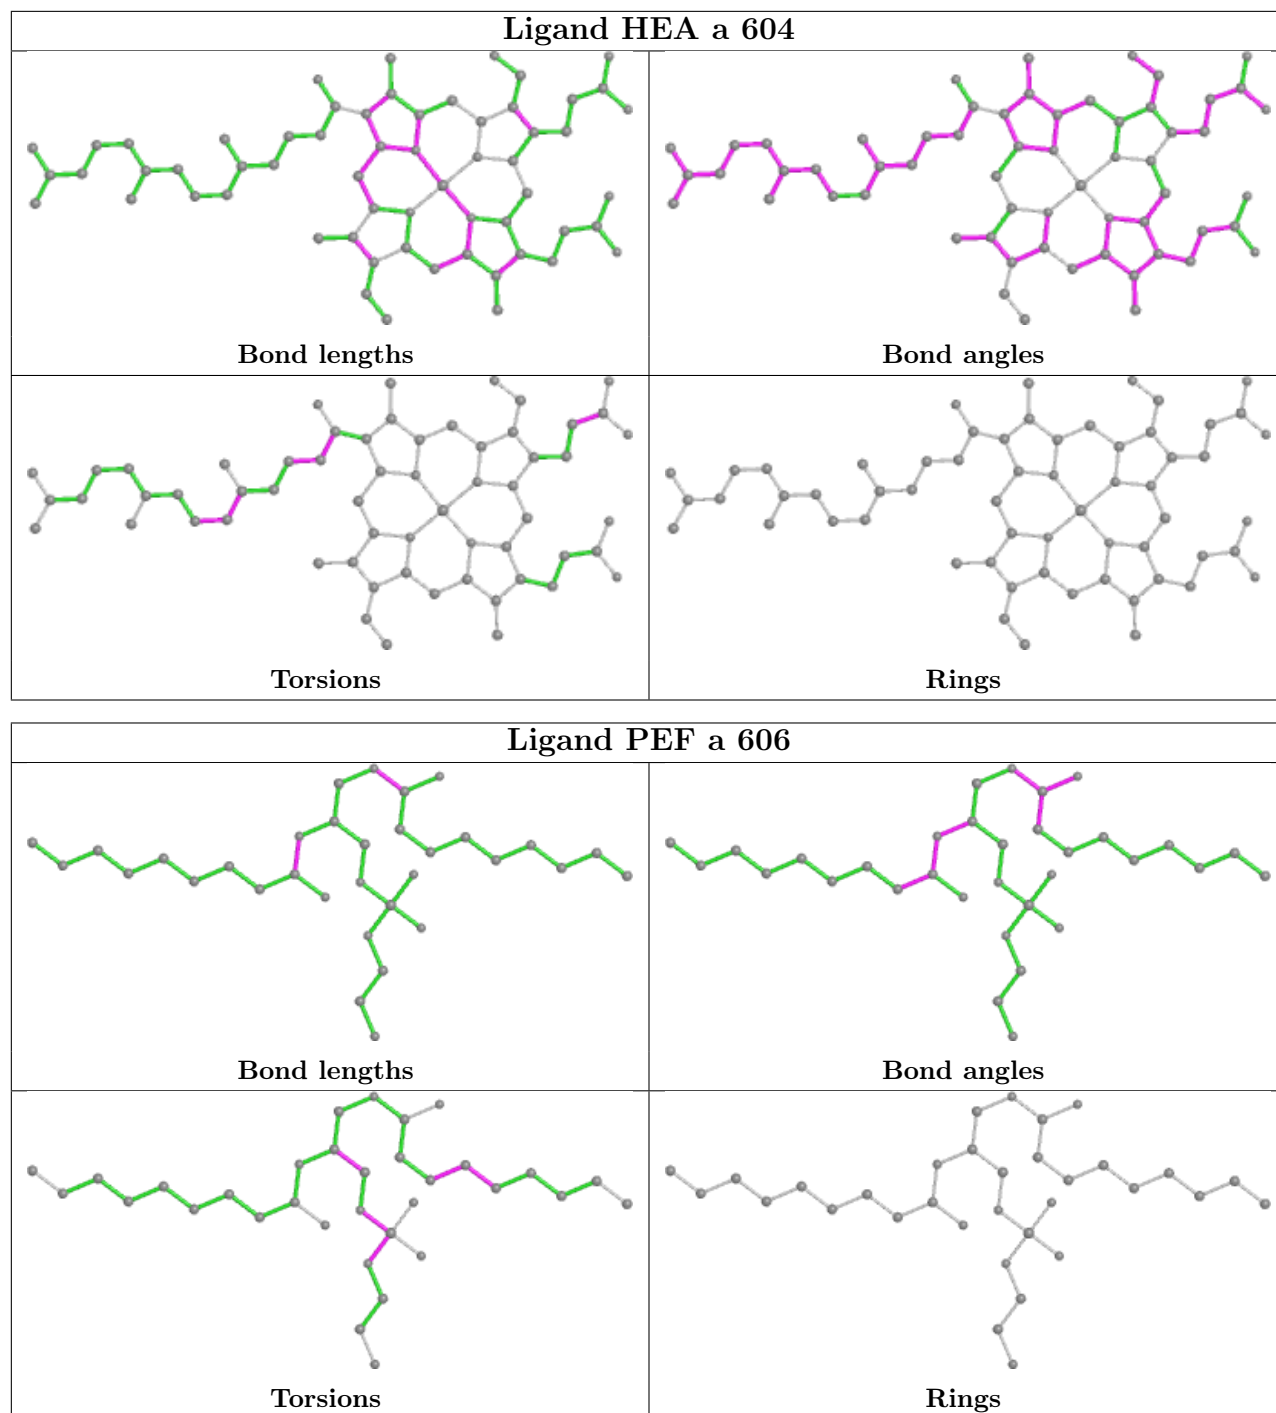 Ligand HEA a 604
Bond lengths
Bond angles
Torsions
Rings
Ligand PEF a 606
Bond lengths
Bond angles
Torsions
Rings